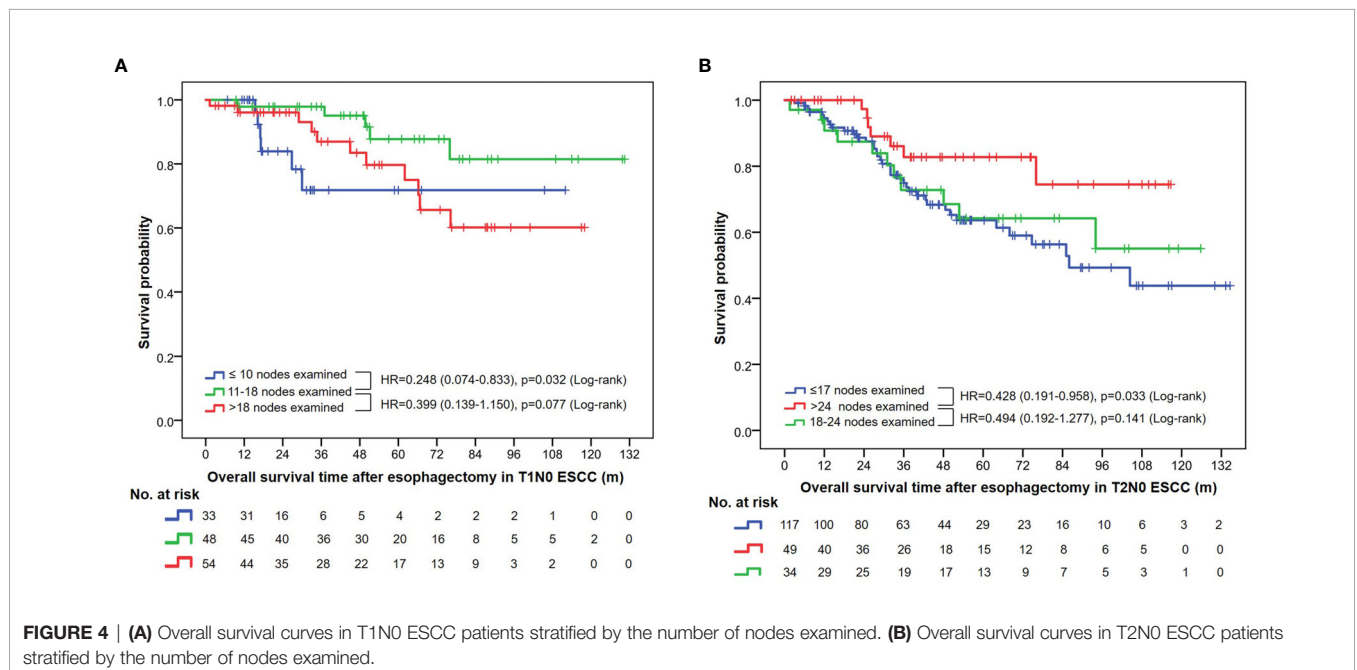 A
Survival probability
1.0
0.8
0.6
0.4
0.2
0.0
≤ 10 nodes examined
11-18 nodes examined
>18 nodes examined
HR=0.248 (0.074-0.833), p=0.032 (Log-rank)
HR=0.399 (0.139-1.150), p=0.077 (Log-rank)
0 12 24 36 48 60 72 84 96 108 120 132
Overall survival time after esophagectomy in T1N0 ESCC (m)
No. at risk
33 31 16 6 5 4 2 2 2 1 0 0
48 45 40 36 30 20 16 8 5 5 2 0
54 44 35 28 22 17 13 9 3 2 0 0
B
Survival probability
1.0
0.8
0.6
0.4
0.2
0.0
≤17 nodes examined
>24 nodes examined
18-24 nodes examined
HR=0.428 (0.191-0.958), p=0.033 (Log-rank)
HR=0.494 (0.192-1.277), p=0.141 (Log-rank)
0 12 24 36 48 60 72 84 96 108 120 132
Overall survival time after esophagectomy in T2N0 ESCC (m)
No. at risk
117 100 80 63 44 29 23 16 10 6 3 2
49 40 36 26 18 15 12 8 6 5 0 0
34 29 25 19 17 13 9 7 5 3 1 0
FIGURE 4 | (A) Overall survival curves in T1N0 ESCC patients stratified by the number of nodes examined. (B) Overall survival curves in T2N0 ESCC patients
stratified by the number of nodes examined.